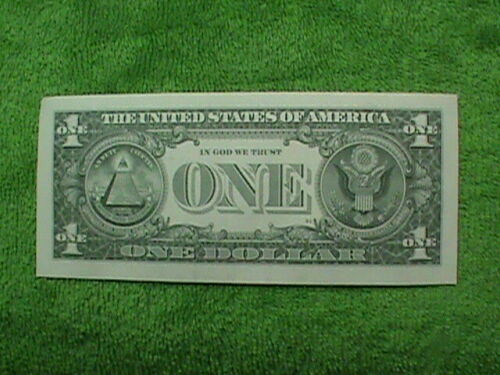 THE UNITED STATES OF AMERICA
1 ONE
ONE 1
IN GOD WE TRUST
ONE
1 ONE
ONE 1
ONE DOLLAR